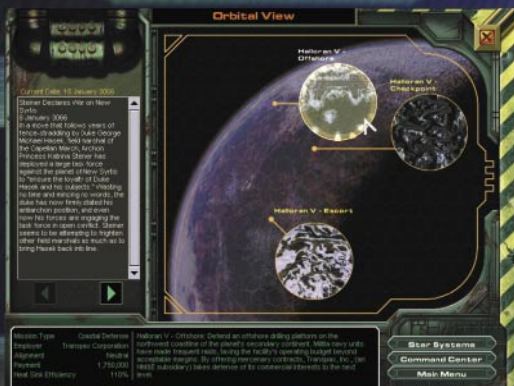 Orbital View
Current Date: 15 January 3066
Steiner Declares War on New
Syrtis
8 January 3066
In a move that follows years of
fence-straddling by Duke George
Michael Hasek, field marshal of
the Capellan March, Archon
Princess Katrina Steiner has
deployed a large task force
against the planet of New Syrtis
to "ensure the loyalty of Duke
Hasek and his subjects." Wasting
no time and mincing no words, the
duke has now firmly stated his
antiarchon position, and even
now his forces are engaging the
task force in open conflict. Steiner
seems to be attempting to frighten
other field marshals as much as to
bring Hasek back into line.
Halloran V -
Offshore
Halloran V -
Checkpoint
Halloran V - Escort
Mission Type Coastal Defense
Employer Transpac Corporation
Alignment Neutral
Payment 1,750,000
Heat Sink Efficiency 110%
Halloran V - Offshore: Defend an offshore drilling platform on the
northwest coastline of the planet's secondary continent. Militia navy units
have made frequent raids, taxing the facility's operating budget beyond
acceptable margins. By offering mercenary contracts, Transpac, Inc., (an
subsidiary) takes defense of its commercial interests to the next
level.
Star Systems
Command Center
Main Menu